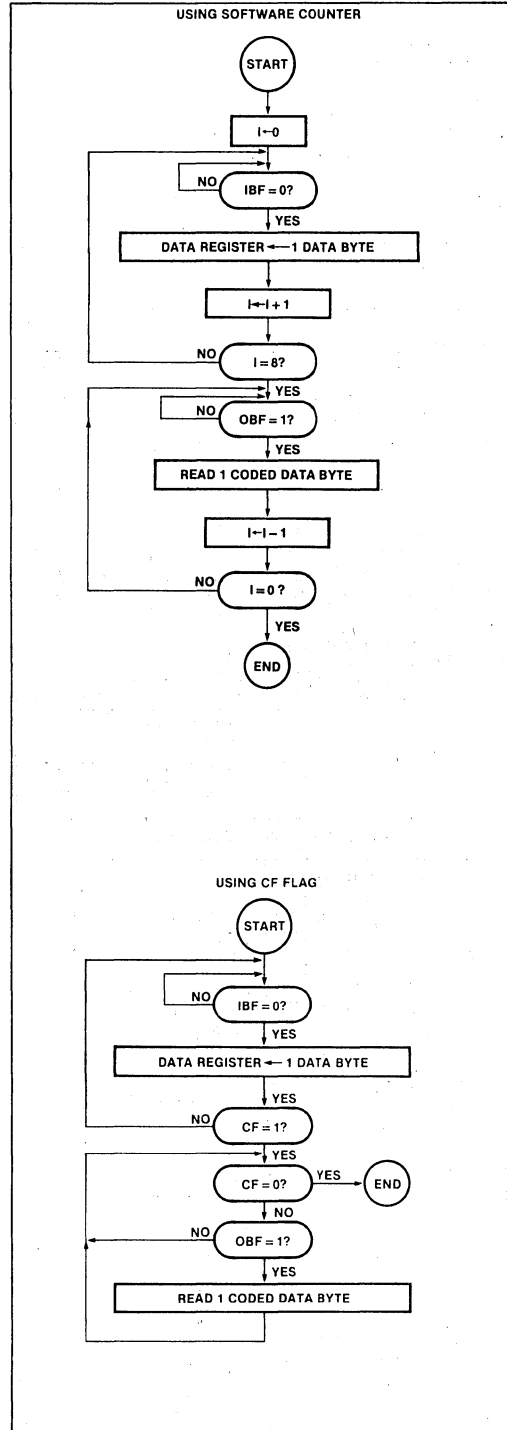 USING SOFTWARE COUNTER
START
I←0
IBF = 0?
NO
YES
DATA REGISTER ← 1 DATA BYTE
I←I + 1
NO
I = 8?
YES
OBF = 1?
NO
YES
READ 1 CODED DATA BYTE
I←I − 1
NO
I = 0 ?
YES
END
USING CF FLAG
START
NO
IBF = 0?
YES
DATA REGISTER ← 1 DATA BYTE
YES
NO
CF = 1?
YES
CF = 0?
YES
END
NO
NO
OBF = 1?
YES
READ 1 CODED DATA BYTE